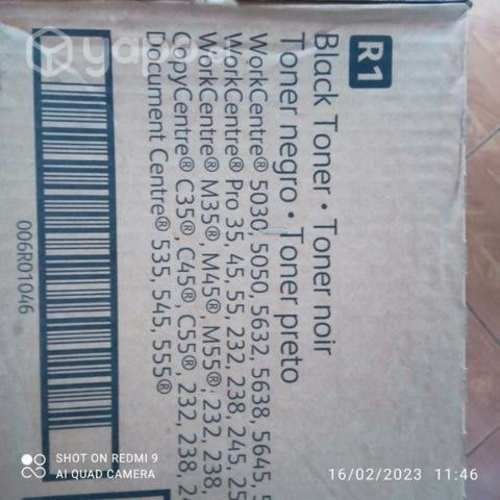 R1
Black Toner • Toner noir
Toner negro • Toner preto
WorkCentre® 5030, 5050, 5632, 5638, 5645,
WorkCentre® Pro 35, 45, 55, 232, 238, 245,
WorkCentre® M35®, M45®, M55®, 232, 238,
CopyCentre® C35®, C45®, C55®, 232, 238,
Document Centre® 535, 545, 555®
006R01046
yapo
SHOT ON REDMI 9
AI QUAD CAMERA
16/02/2023 11:46